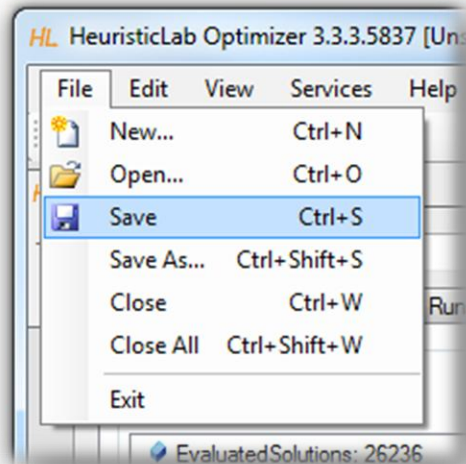 HL HeuristicLab Optimizer 3.3.3.5837 [Uns
File Edit View Services Help
New... Ctrl+N
Open... Ctrl+O
Save Ctrl+S
Save As... Ctrl+Shift+S
Close Ctrl+W
Run
Close All Ctrl+Shift+W
Exit
EvaluatedSolutions: 26236